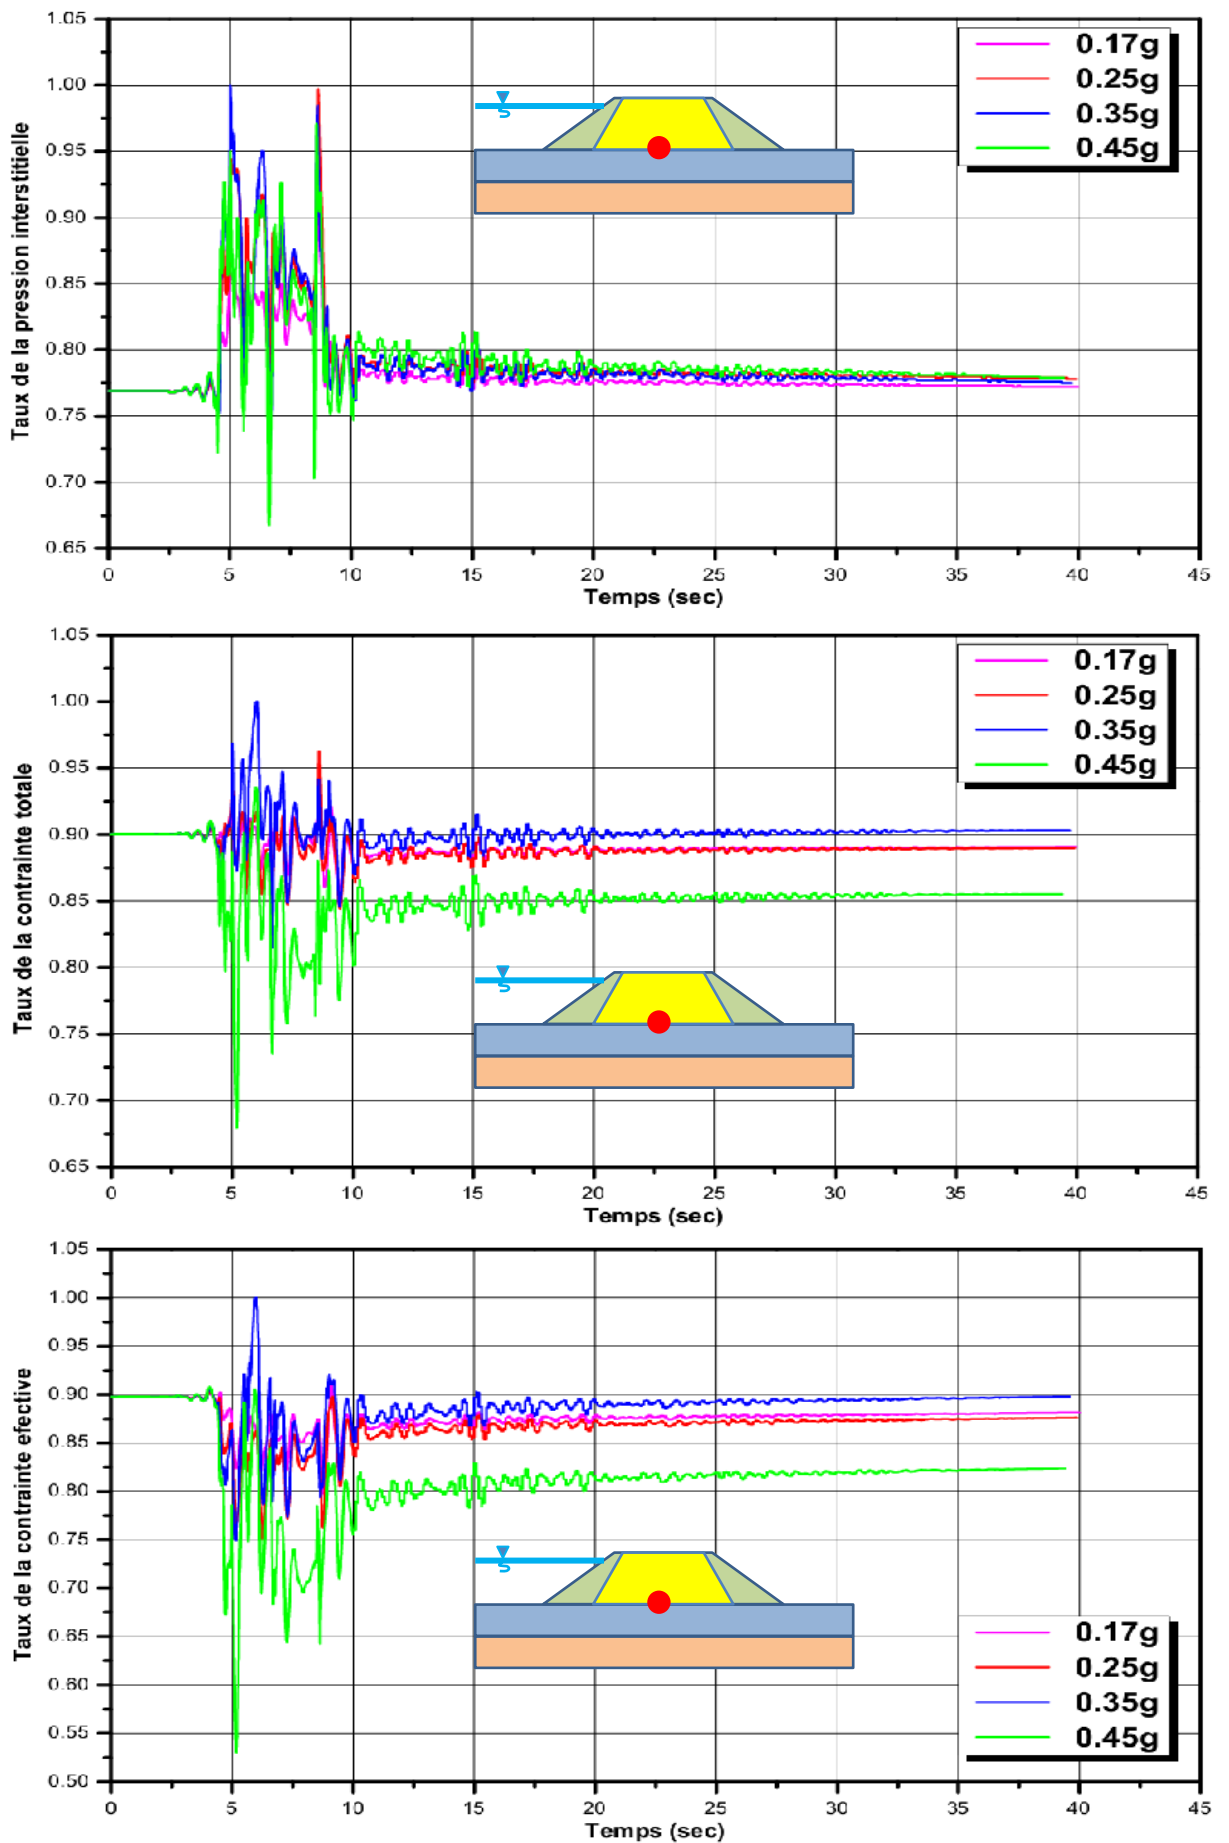 1.05
1.00
0.95
0.90
0.85
0.80
0.75
0.70
0.65
Taux de la pression interstitielle
0.17g
0.25g
0.35g
0.45g
0 5 10 15 20 25 30 35 40 45
Temps (sec)
1.05
1.00
0.95
0.90
0.85
0.80
0.75
0.70
0.65
Taux de la contrainte totale
0.17g
0.25g
0.35g
0.45g
0 5 10 15 20 25 30 35 40 45
Temps (sec)
1.05
1.00
0.95
0.90
0.85
0.80
0.75
0.70
0.65
0.60
0.55
0.50
Taux de la contrainte efective
0.17g
0.25g
0.35g
0.45g
0 5 10 15 20 25 30 35 40 45
Temps (sec)